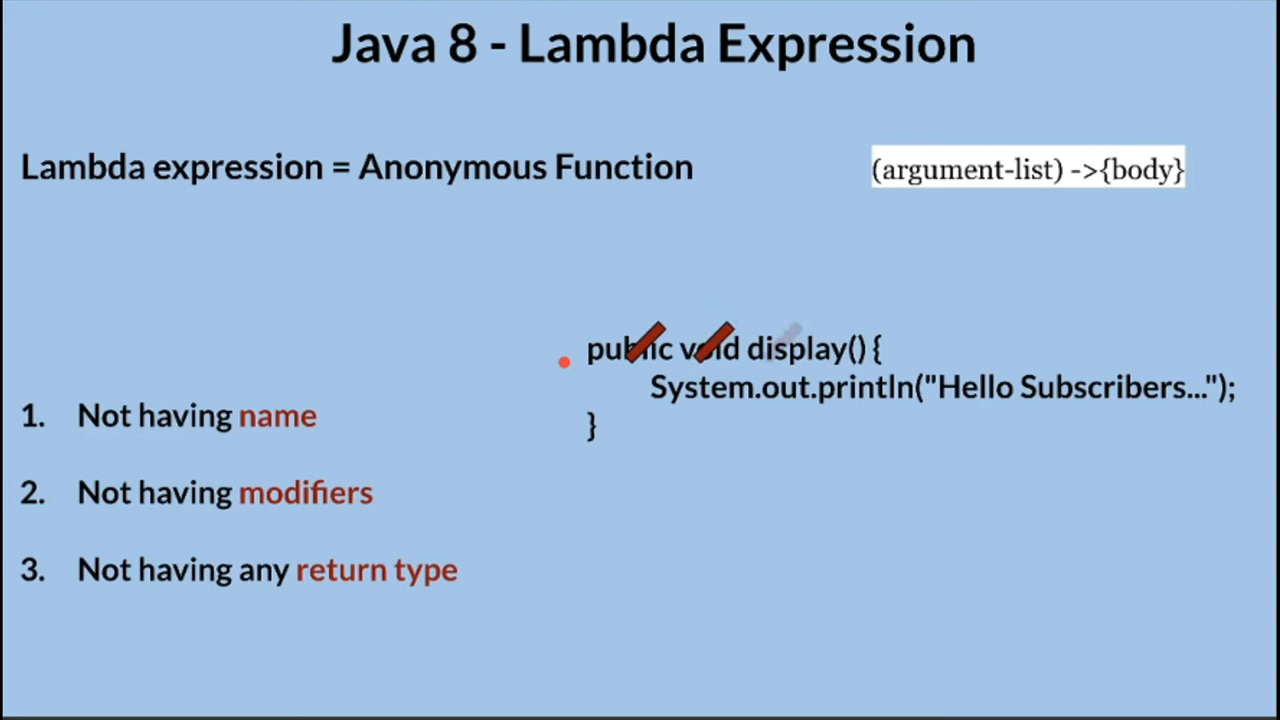 Java 8 - Lambda Expression
Lambda expression = Anonymous Function
(argument-list) ->{body}
public void display() {
System.out.println("Hello Subscribers...");
}
1. Not having name
2. Not having modifiers
3. Not having any return type